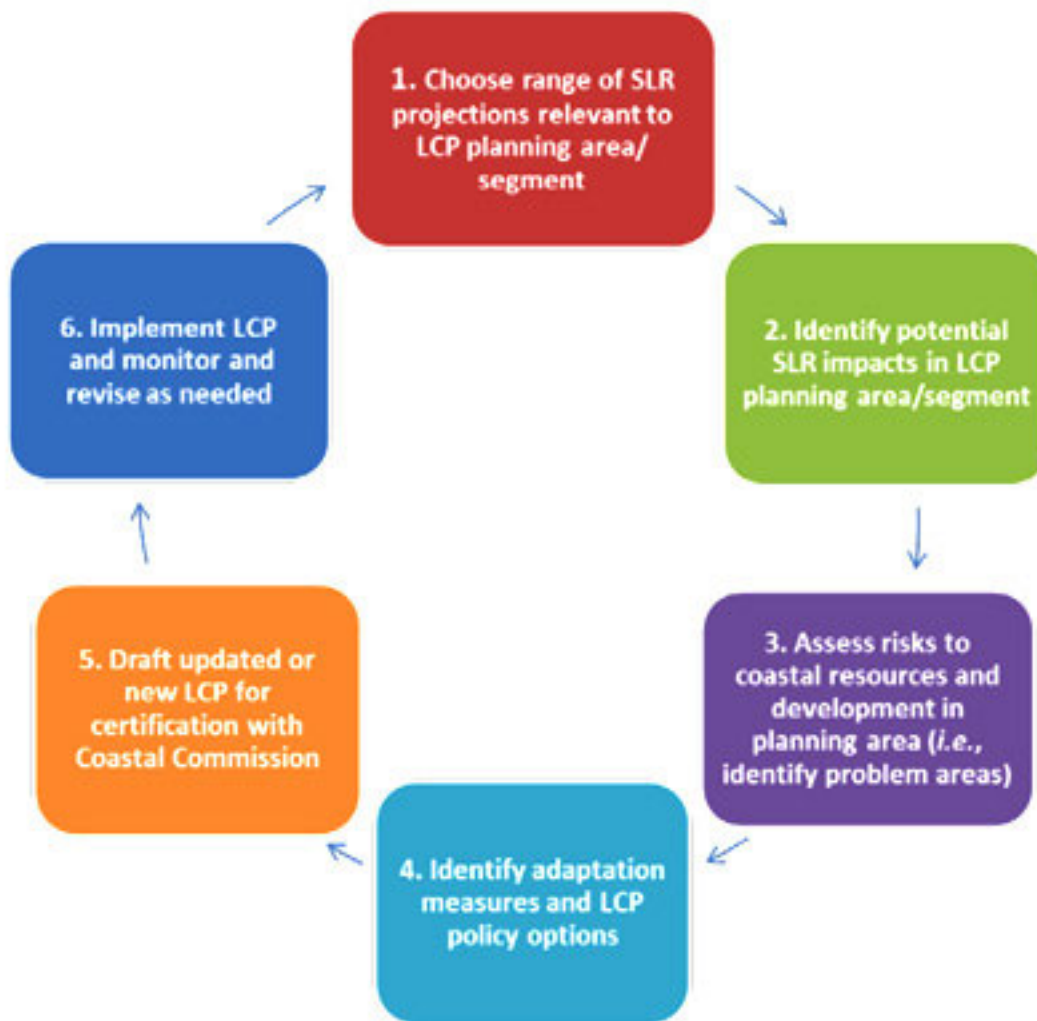 1. Choose range of SLR
projections relevant to
LCP planning area/
segment
2. Identify potential
SLR impacts in LCP
planning area/segment
3. Assess risks to
coastal resources and
development in
planning area (i.e.,
identify problem areas)
4. Identify adaptation
measures and LCP
policy options
5. Draft updated or
new LCP for
certification with
Coastal Commission
6. Implement LCP
and monitor and
revise as needed